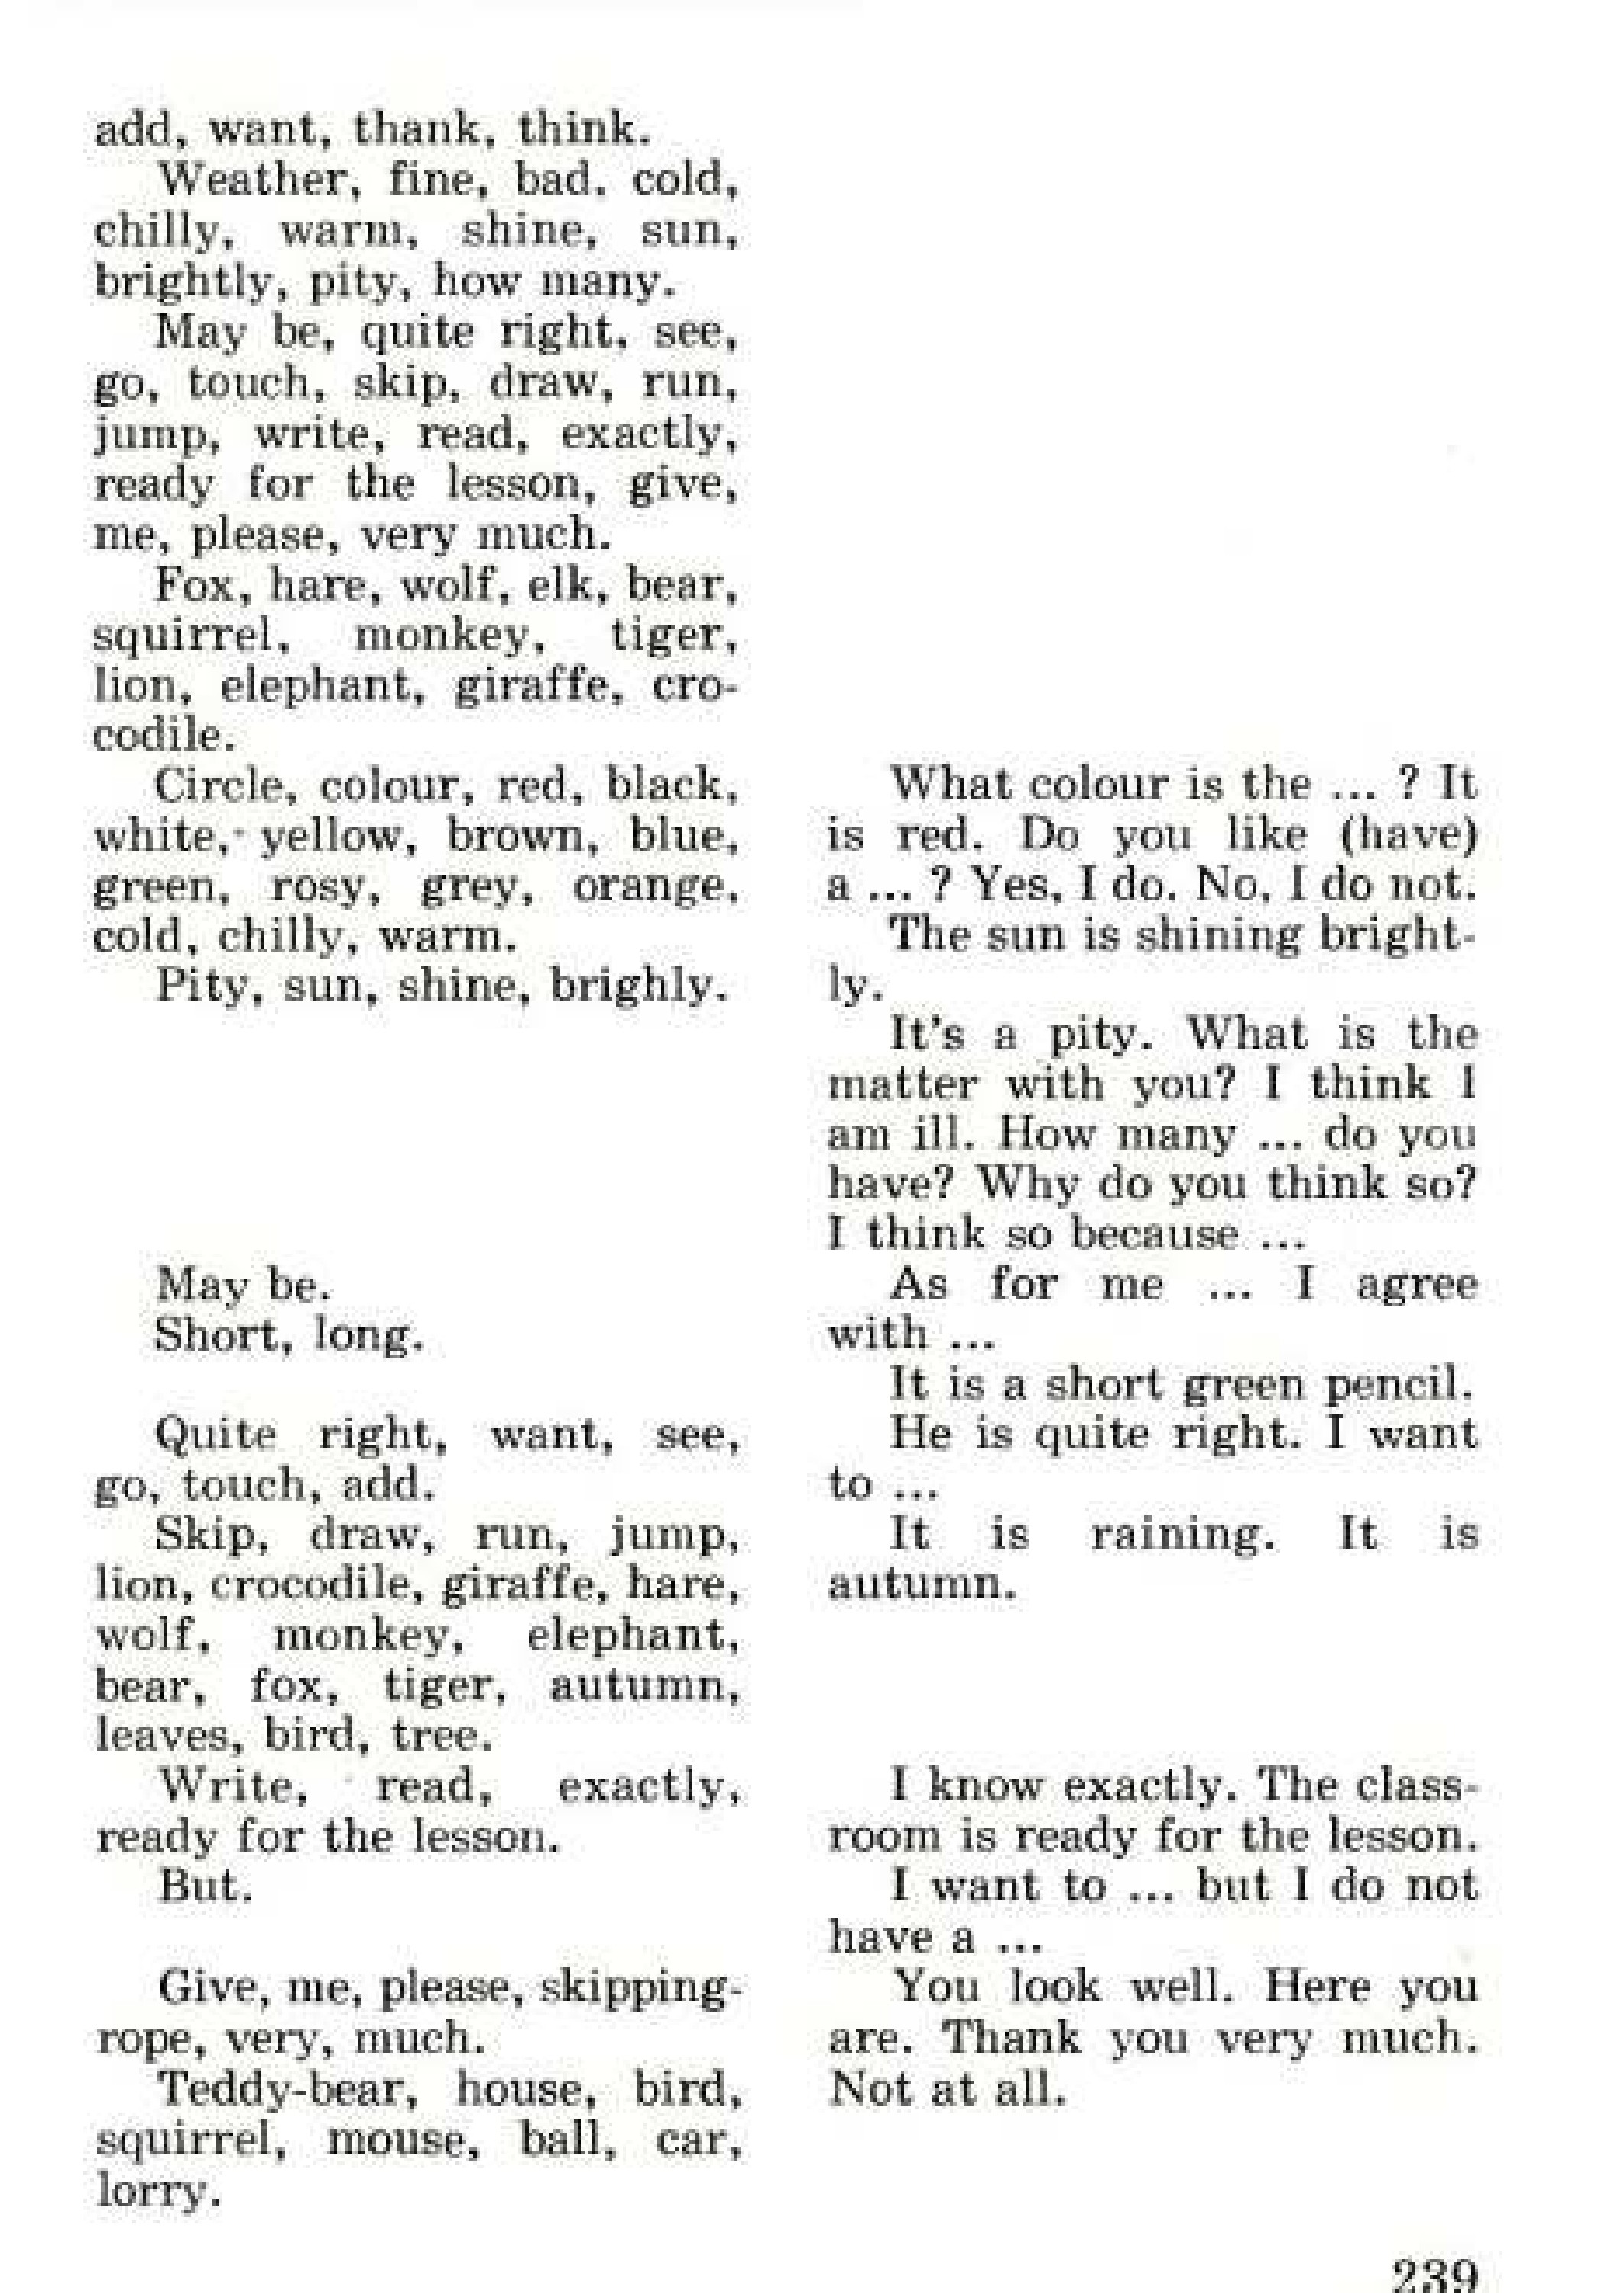 add, want, thank, think.
Weather, fine, bad, cold,
chilly, warm, shine, sun,
brightly, pity, how many.
May be, quite right, see,
go, touch, skip, draw, run,
jump, write, read, exactly,
ready for the lesson, give,
me, please, very much.
Fox, hare, wolf, elk, bear,
squirrel, monkey, tiger,
lion, elephant, giraffe, cro-
codile.
Circle, colour, red, black,
white, yellow, brown, blue,
green, rosy, grey, orange,
cold, chilly, warm.
Pity, sun, shine, brighly.
May be.
Short, long.
Quite right, want, see,
go, touch, add.
Skip, draw, run, jump,
lion, crocodile, giraffe, hare,
wolf, monkey, elephant,
bear, fox, tiger, autumn,
leaves, bird, tree.
Write, read, exactly,
ready for the lesson.
But.
Give, me, please, skipping-
rope, very, much.
Teddy-bear, house, bird,
squirrel, mouse, ball, car,
lorry.
What colour is the ... ? It
is red. Do you like (have)
a ... ? Yes, I do. No, I do not.
The sun is shining bright-
ly.
It's a pity. What is the
matter with you? I think I
am ill. How many ... do you
have? Why do you think so?
I think so because ...
As for me ... I agree
with ...
It is a short green pencil.
He is quite right. I want
to ...
It is raining. It is
autumn.
I know exactly. The class-
room is ready for the lesson.
I want to ... but I do not
have a ...
You look well. Here you
are. Thank you very much.
Not at all.
239